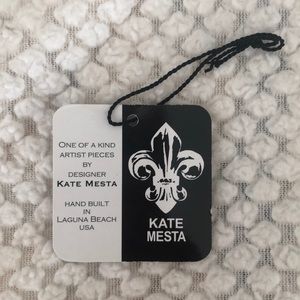 One of a kind
artist pieces
by
designer
Kate Mesta
hand built
in
Laguna Beach
USA
KATE
MESTA